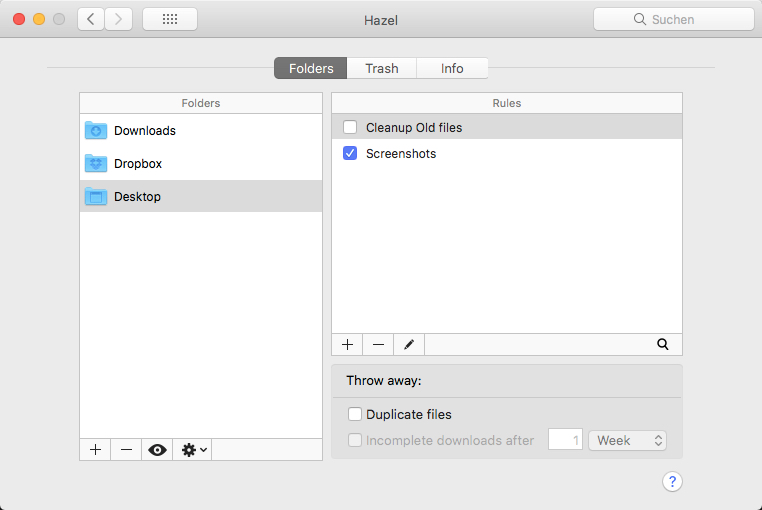 Hazel
Suchen
Folders Trash Info
Folders
Downloads
Dropbox
Desktop
Rules
Cleanup Old files
Screenshots
Throw away:
Duplicate files
Incomplete downloads after 1 Week
?